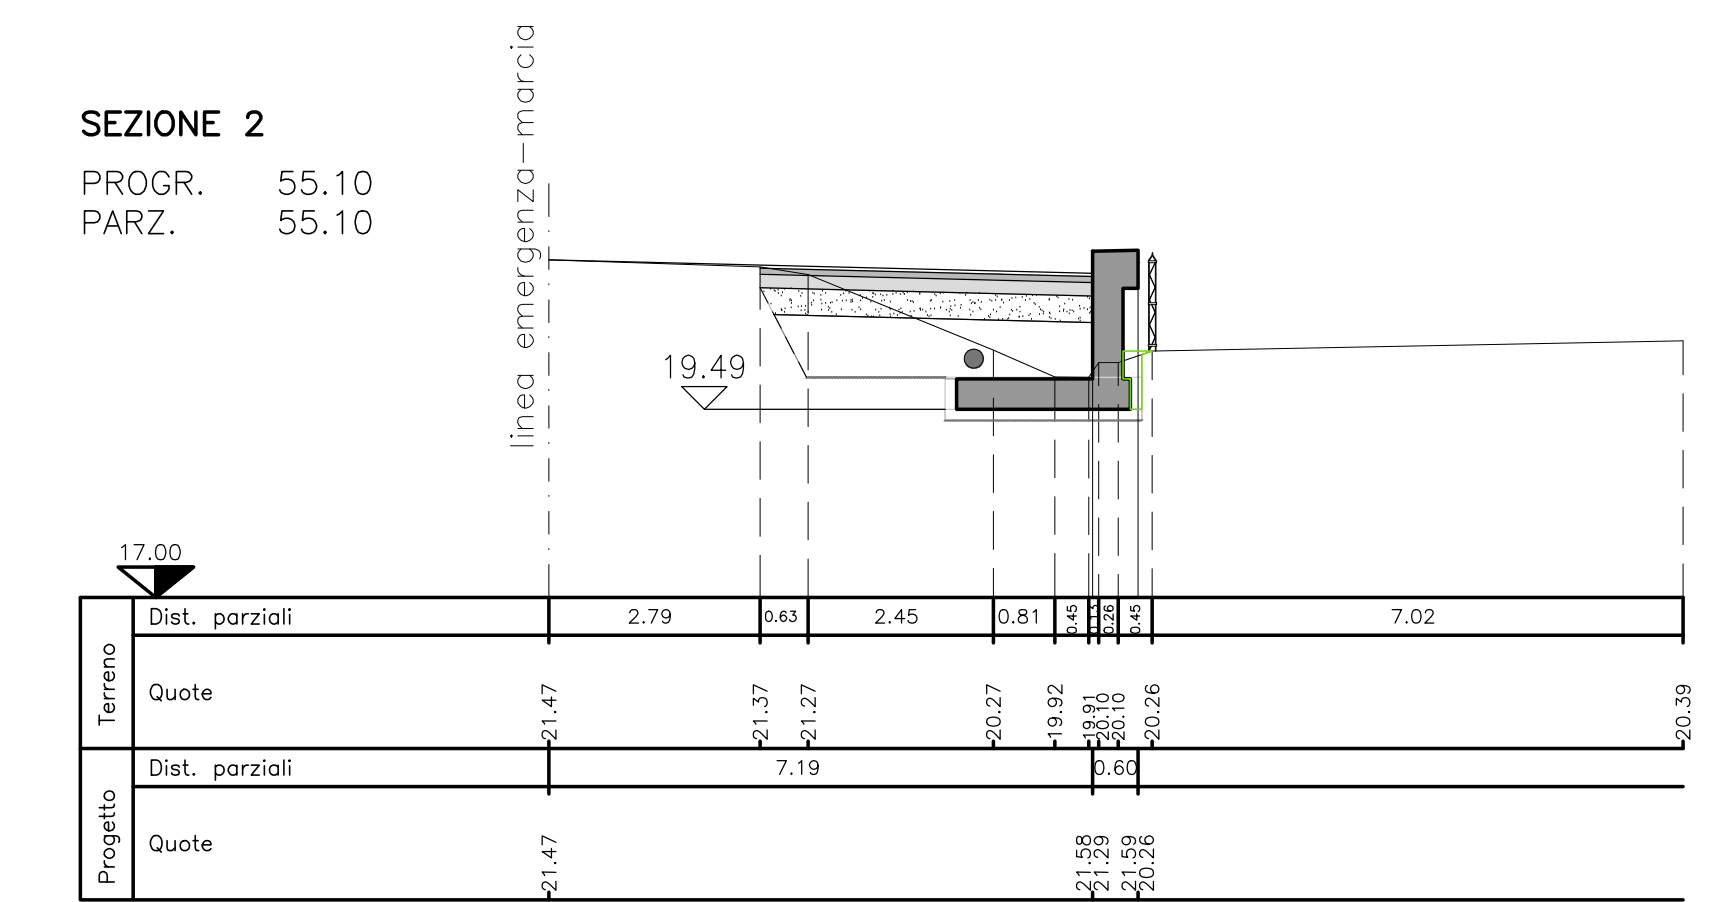 linea emergenza-marcia
SEZIONE 2
PROGR. 55.10
PARZ. 55.10
19.49
17.00
Terreno
Dist. parziali 2.79 0.63 2.45 0.81 0.45 0.13 0.26 0.45 7.02
Quote 21.47 21.37 21.27 20.27 19.92 19.91 20.10 20.10 20.26 20.39
Progetto
Dist. parziali 7.19 0.60
Quote 21.47 21.58 21.29 21.59 20.26